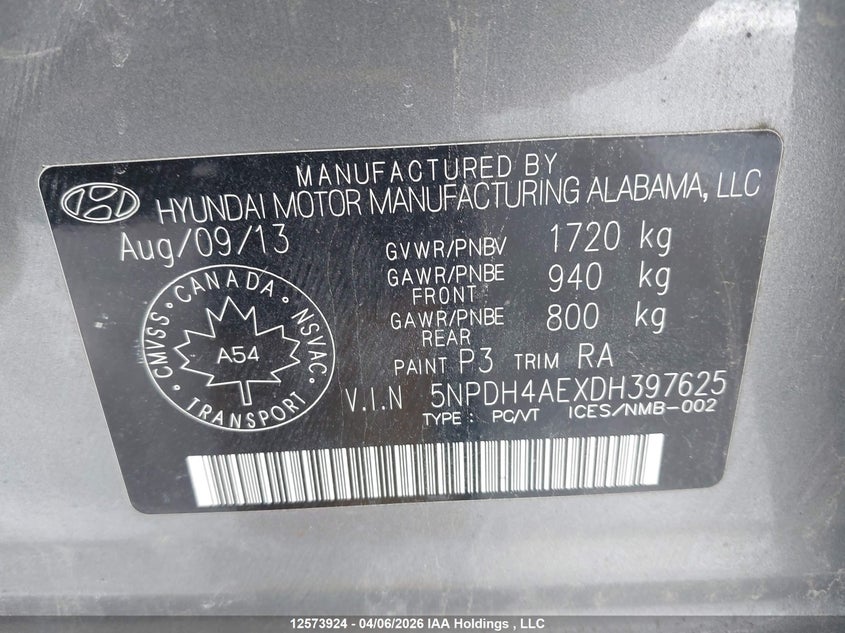 MANUFACTURED BY
HYUNDAI MOTOR MANUFACTURING ALABAMA, LLC
Aug/09/13
GVWR/PNBV 1720 kg
GAWR/PNBE FRONT 940 kg
GAWR/PNBE REAR 800 kg
PAINT P3 TRIM RA
V.I.N 5NPDH4AEXDH397625
TYPE : PC/VT ICES/NMB-002
CMVSS • CANADA • NSVAC • TRANSPORT •
A54
12573924 - 04/06/2026 IAA Holdings , LLC